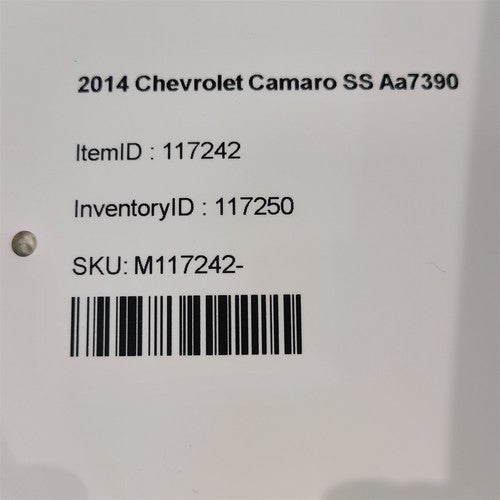 2014 Chevrolet Camaro SS Aa7390
ItemID : 117242
InventoryID : 117250
SKU: M117242-